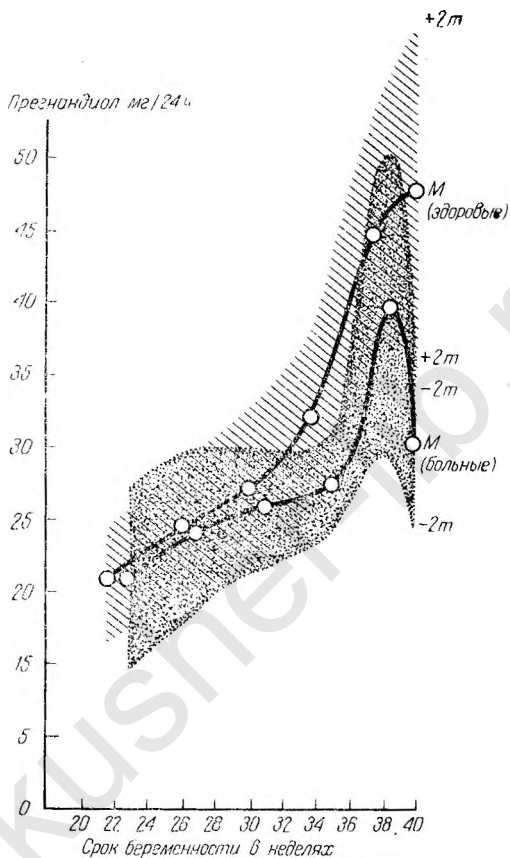 +2m
Прегнандиол мг/24 ч
50
45
40
35
30
25
20
15
5
0
М
(здоровые)
+2m
-2m
М
(больные)
-2m
20 22 24 26 28 30 32 34 36 38 40
Срок беременности в неделях